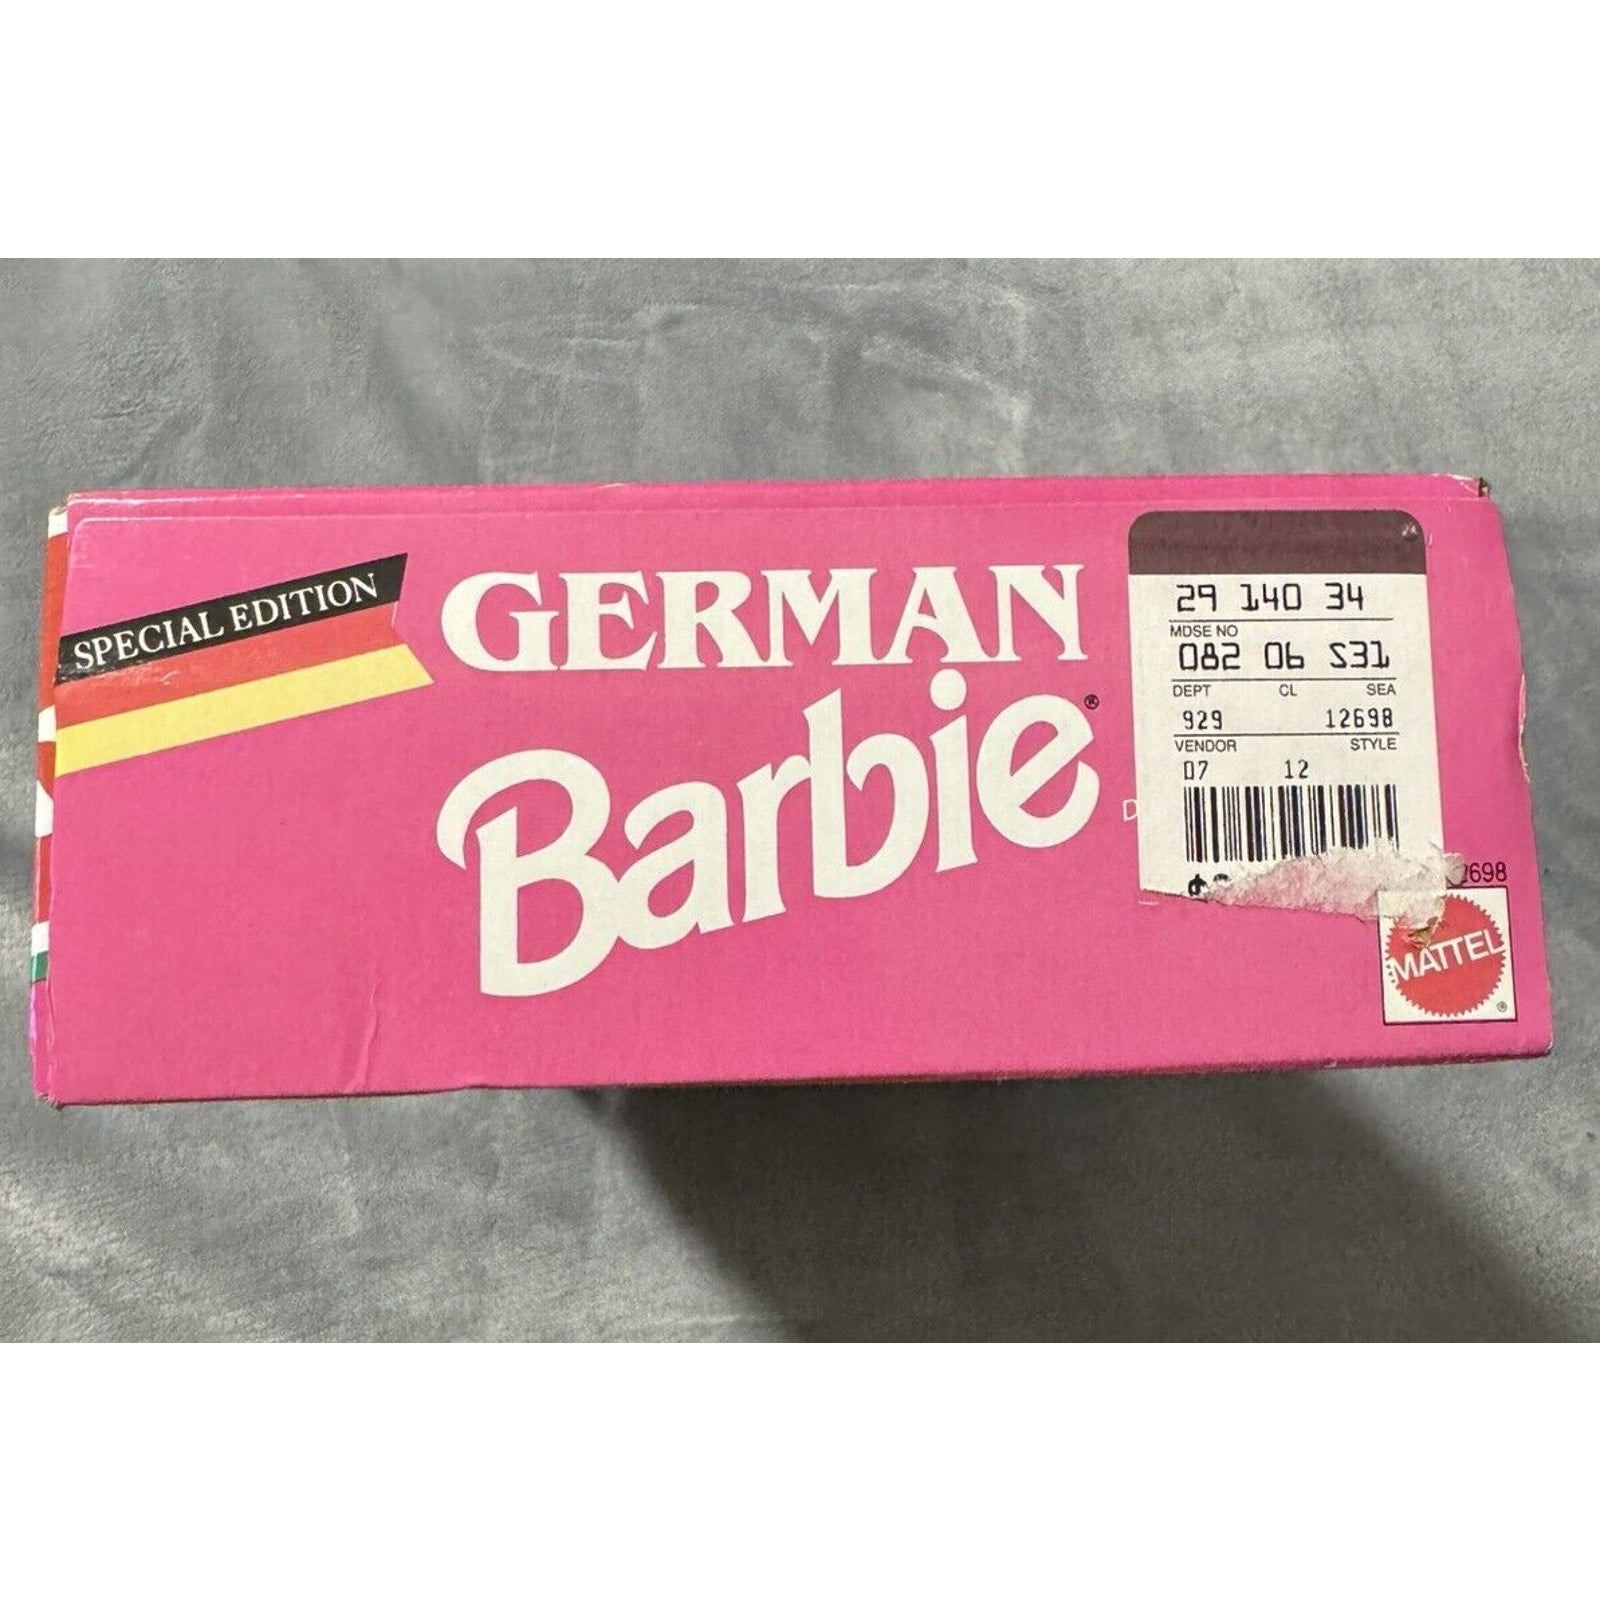 SPECIAL EDITION
GERMAN
Barbie®
29 140 34
MDSE NO
082 06 S31
DEPT CL SEA
929 12698
VENDOR STYLE
07 12
2698
MATTEL
®